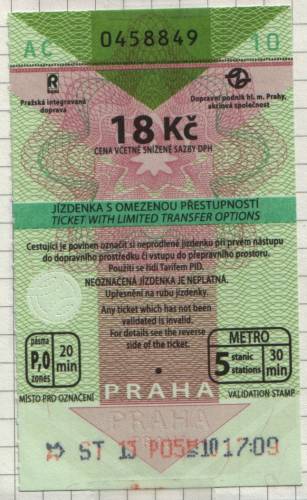 AC 0458849 10
R
Pražská integrovaná
doprava
Dopravní podnik hl. m. Prahy,
akciová společnost
18 Kč
CENA VČETNĚ SNÍŽENÉ SAZBY DPH
JÍZDENKA S OMEZENOU PŘESTUPNOSTÍ
TICKET WITH LIMITED TRANSFER OPTIONS
Cestující je povinen označit si neprodleně jízdenku při prvém nástupu
do dopravního prostředku či vstupu do přepravního prostoru.
Použití se řídí Tarifem PID.
NEOZNAČENÁ JÍZDENKA JE NEPLATNÁ.
Upřesnění na rubu jízdenky.
Any ticket which has not been
validated is invalid.
For details see the reverse
side of the ticket.
pásma
P,0
zones
20
min
METRO
5 stanic
stations
30
min
PRAHA
MÍSTO PRO OZNAČENÍ
VALIDATION STAMP
PRAHA
ST 13 PO5 10 17:09